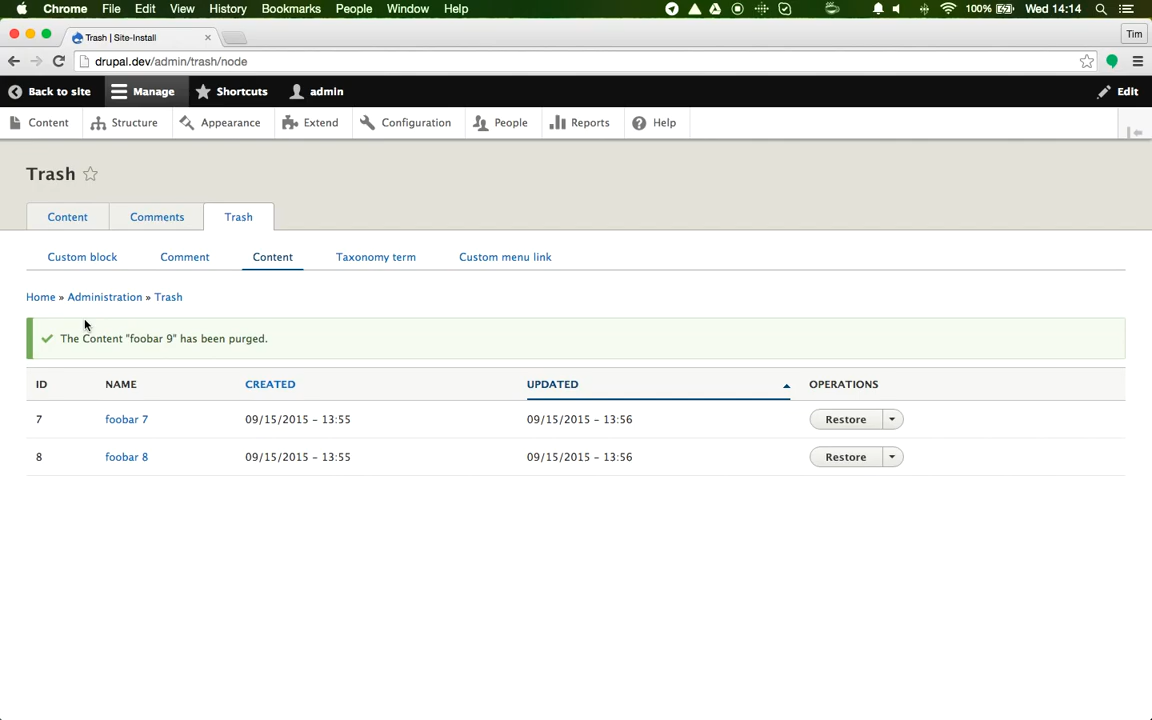 Chrome File Edit View History Bookmarks People Window Help 100% Wed 14:14
Trash | Site-Install Tim
drupal.dev/admin/trash/node
Back to site Manage Shortcuts admin Edit
Content Structure Appearance Extend Configuration People Reports Help
Trash
Content Comments Trash
Custom block Comment Content Taxonomy term Custom menu link
Home » Administration » Trash
The Content "foobar 9" has been purged.
ID NAME CREATED UPDATED OPERATIONS
7 foobar 7 09/15/2015 – 13:55 09/15/2015 – 13:56 Restore
8 foobar 8 09/15/2015 – 13:55 09/15/2015 – 13:56 Restore